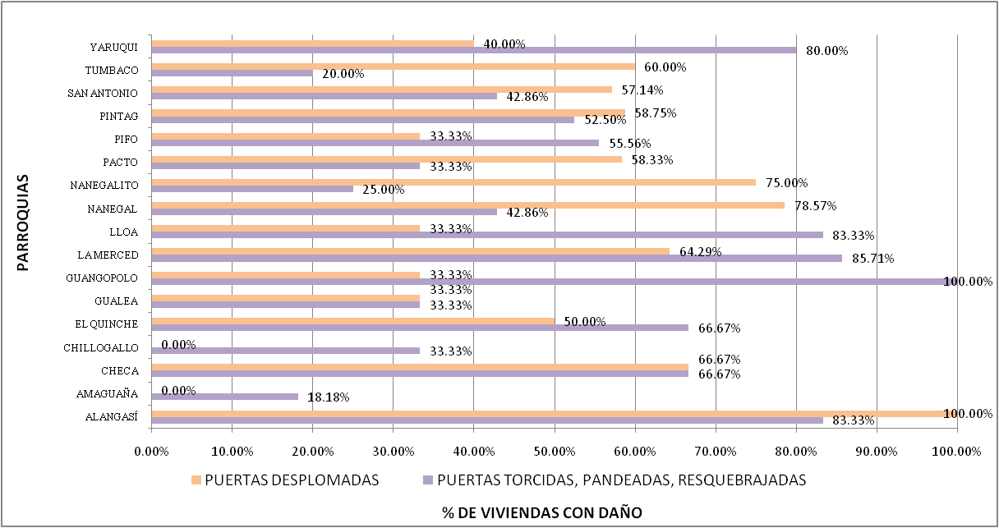 YARUQUI
40.00%
80.00%
TUMBACO
60.00%
20.00%
SAN ANTONIO
57.14%
42.86%
PINTAG
58.75%
52.50%
PIFO
33.33%
55.56%
PACTO
58.33%
33.33%
NANEGALITO
75.00%
25.00%
NANEGAL
78.57%
42.86%
LLOA
33.33%
83.33%
LA MERCED
64.29%
85.71%
GUANGOPOLO
33.33%
100.00%
GUALEA
33.33%
33.33%
EL QUINCHE
50.00%
66.67%
CHILLOGALLO
0.00%
33.33%
CHECA
66.67%
66.67%
AMAGUAÑA
0.00%
18.18%
ALANGASÍ
100.00%
83.33%
PARROQUIAS
0.00% 10.00% 20.00% 30.00% 40.00% 50.00% 60.00% 70.00% 80.00% 90.00% 100.00%
PUERTAS DESPLOMADAS PUERTAS TORCIDAS, PANDEADAS, RESQUEBRAJADAS
% DE VIVIENDAS CON DAÑO